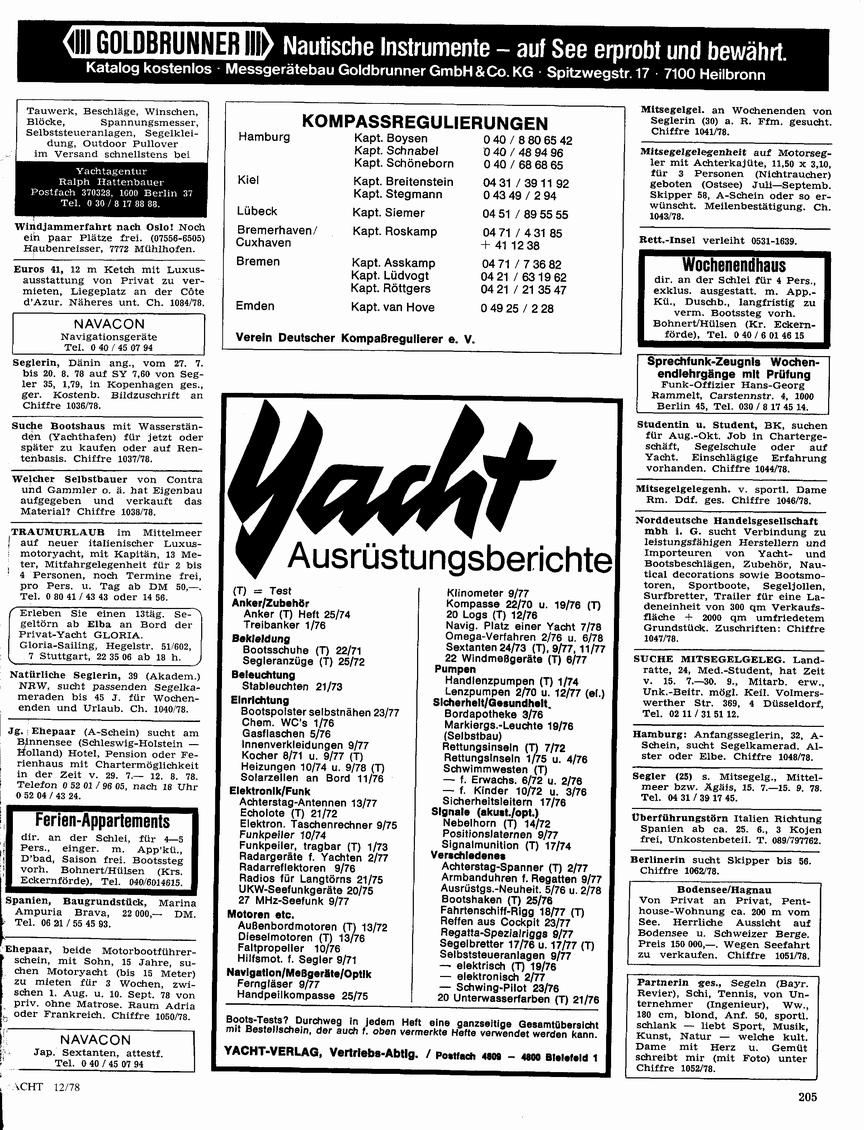 GOLDBRUNNER Nautische Instrumente – auf See erprobt und bewährt.
Katalog kostenlos · Messgerätebau Goldbrunner GmbH & Co. KG · Spitzwegstr. 17 · 7100 Heilbronn
Tauwerk, Beschläge, Winschen,
Blöcke, Spannungsmesser,
Selbststeueranlagen, Segelklei-
dung, Outdoor Pullover
im Versand schnellstens bei
Yachtagentur
Ralph Hattenbauer
Postfach 370328, 1000 Berlin 37
Tel. 0 30 / 8 17 88 88.
Windjammerfahrt nach Oslo! Noch
ein paar Plätze frei. (07556-6505)
Haubenreisser, 7772 Mühlhofen.
Euros 41, 12 m Ketch mit Luxus-
ausstattung von Privat zu ver-
mieten, Liegeplatz an der Côte
d'Azur. Näheres unt. Ch. 1084/78.
NAVACON
Navigationsgeräte
Tel. 0 40 / 45 07 94
Seglerin, Dänin ang., vom 27. 7.
bis 20. 8. 78 auf SY 7,60 von Seg-
ler 35, 1,79, in Kopenhagen ges.,
ger. Kostenb. Bildzuschrift an
Chiffre 1036/78.
Suche Bootshaus mit Wasserstän-
den (Yachthafen) für jetzt oder
später zu kaufen oder auf Ren-
tenbasis. Chiffre 1037/78.
Welcher Selbstbauer von Contra
und Gammler o. ä. hat Eigenbau
aufgegeben und verkauft das
Material? Chiffre 1038/78.
TRAUMURLAUB im Mittelmeer
auf neuer italienischer Luxus-
motoryacht, mit Kapitän, 13 Me-
ter, Mitfahrgelegenheit für 2 bis
4 Personen, noch Termine frei,
pro Pers. u. Tag ab DM 50,—.
Tel. 0 80 41 / 43 43 oder 14 56.
Erleben Sie einen 13täg. Se-
geltörn ab Elba an Bord der
Privat-Yacht GLORIA.
Gloria-Sailing, Hegelstr. 51/602,
7 Stuttgart, 22 35 06 ab 18 h.
Natürliche Seglerin, 39 (Akadem.)
NRW, sucht passenden Segelka-
meraden bis 45 J. für Wochen-
enden und Urlaub. Ch. 1040/78.
Jg. Ehepaar (A-Schein) sucht am
Binnensee (Schleswig-Holstein —
Holland) Hotel, Pension oder Fe-
rienhaus mit Chartermöglichkeit
in der Zeit v. 29. 7.— 12. 8. 78.
Telefon 0 52 01 / 96 05, nach 18 Uhr
0 52 04 / 43 24.
Ferien-Appartements
dir. an der Schlei, für 4—5
Pers., einger. m. App'kü.,
D'bad, Saison frei. Bootssteg
vorh. Bohnert/Hülsen (Krs.
Eckernförde), Tel. 040/6014615.
Spanien, Baugrundstück, Marina
Ampuria Brava, 22 000,— DM.
Tel. 06 21 / 55 45 93.
Ehepaar, beide Motorbootführer-
schein, mit Sohn, 15 Jahre, su-
chen Motoryacht (bis 15 Meter)
zu mieten für 3 Wochen, zwi-
schen 1. Aug. u. 10. Sept. 78 von
priv. ohne Matrose. Raum Adria
oder Frankreich. Chiffre 1050/78.
NAVACON
Jap. Sextanten, attestf.
Tel. 0 40 / 45 07 94
KOMPASSREGULIERUNGEN
Hamburg Kapt. Boysen 0 40 / 8 80 65 42
Kapt. Schnabel 0 40 / 48 94 96
Kapt. Schöneborn 0 40 / 68 68 65
Kiel Kapt. Breitenstein 04 31 / 39 11 92
Kapt. Stegmann 0 43 49 / 2 94
Lübeck Kapt. Siemer 04 51 / 89 55 55
Bremerhaven/ Kapt. Roskamp 04 71 / 4 31 85
Cuxhaven + 41 12 38
Bremen Kapt. Asskamp 04 71 / 7 36 82
Kapt. Lüdvogt 04 21 / 63 19 62
Kapt. Röttgers 04 21 / 21 35 47
Emden Kapt. van Hove 0 49 25 / 2 28
Verein Deutscher Kompaßregulierer e. V.
Yacht
Ausrüstungsberichte
(T) = Test
Anker/Zubehör
Anker (T) Heft 25/74
Treibanker 1/76
Bekleidung
Bootsschuhe (T) 22/71
Segleranzüge (T) 25/72
Beleuchtung
Stableuchten 21/73
Einrichtung
Bootspolster selbstnähen 23/77
Chem. WC's 1/76
Gasflaschen 5/76
Innenverkleidungen 9/77
Kocher 8/71 u. 9/77 (T)
Heizungen 10/74 u. 9/78 (T)
Solarzellen an Bord 11/76
Elektronik/Funk
Achterstag-Antennen 13/77
Echolote (T) 21/72
Elektron. Taschenrechner 9/75
Funkpeiler 10/74
Funkpeiler, tragbar (T) 1/73
Radargeräte f. Yachten 2/77
Radarreflektoren 9/76
Radios für Langtörns 21/75
UKW-Seefunkgeräte 20/75
27 MHz-Seefunk 9/77
Motoren etc.
Außenbordmotoren (T) 13/72
Dieselmotoren (T) 13/76
Faltpropeller 10/76
Hilfsmot. f. Segler 9/71
Navigation/Meßgeräte/Optik
Ferngläser 9/77
Handpeilkompasse 25/75
Klinometer 9/77
Kompasse 22/70 u. 19/76 (T)
20 Logs (T) 12/76
Navig. Platz einer Yacht 7/78
Omega-Verfahren 2/76 u. 6/78
Sextanten 24/73 (T), 9/77, 11/77
22 Windmeßgeräte (T) 6/77
Pumpen
Handlenzpumpen (T) 1/74
Lenzpumpen 2/70 u. 12/77 (el.)
Sicherheit/Gesundheit
Bordapotheke 3/76
Markiergs.-Leuchte 19/76
(Selbstbau)
Rettungsinseln (T) 7/72
Rettungsinseln 1/75 u. 4/76
Schwimmwesten (T)
— f. Erwachs. 6/72 u. 2/76
— f. Kinder 10/72 u. 3/76
Sicherheitsleitern 17/76
Signale (akust./opt.)
Nebelhorn (T) 14/72
Positionslaternen 9/77
Signalmunition (T) 17/74
Verschiedenes
Achterstag-Spanner (T) 2/77
Armbanduhren f. Regatten 9/77
Ausrüstgs.-Neuheit. 5/76 u. 2/78
Bootshaken (T) 25/76
Fahrtenschiff-Rigg 18/77 (T)
Reffen aus Cockpit 23/77
Regatta-Spezialriggs 9/77
Segelbretter 17/76 u. 17/77 (T)
Selbststeueranlagen 9/77
— elektrisch (T) 19/76
— elektronisch 2/77
— Schwing-Pilot 23/76
20 Unterwasserfarben (T) 21/76
Boots-Tests? Durchweg in jedem Heft eine ganzseitige Gesamtübersicht
mit Bestellschein, der auch f. oben vermerkte Hefte verwendet werden kann.
YACHT-VERLAG, Vertriebs-Abtlg. / Postfach 4809 – 4800 Bielefeld 1
Mitsegelgel. an Wochenenden von
Seglerin (30) a. R. Ffm. gesucht.
Chiffre 1041/78.
Mitsegelgelegenheit auf Motorseg-
ler mit Achterkajüte, 11,50 x 3,10,
für 3 Personen (Nichtraucher)
geboten (Ostsee) Juli—Septemb.
Skipper 58, A-Schein oder so er-
wünscht. Meilenbestätigung. Ch.
1043/78.
Rett.-Insel verleiht 0531-1639.
Wochenendhaus
dir. an der Schlei für 4 Pers.,
exklus. ausgestatt. m. App.-
Kü., Duschb., langfristig zu
verm. Bootssteg vorh.
Bohnert/Hülsen (Kr. Eckern-
förde), Tel. 0 40 / 6 01 46 15
Sprechfunk-Zeugnis Wochen-
endlehrgänge mit Prüfung
Funk-Offizier Hans-Georg
Rammelt, Carstennstr. 4, 1000
Berlin 45, Tel. 030 / 8 17 45 14.
Studentin u. Student, BK, suchen
für Aug.-Okt. Job in Charterge-
schäft, Segelschule oder auf
Yacht. Einschlägige Erfahrung
vorhanden. Chiffre 1044/78.
Mitsegelgelegenh. v. sportl. Dame
Rm. Ddf. ges. Chiffre 1046/78.
Norddeutsche Handelsgesellschaft
mbh i. G. sucht Verbindung zu
leistungsfähigen Herstellern und
Importeuren von Yacht- und
Bootsbeschlägen, Zubehör, Nau-
tical decorations sowie Bootsmo-
toren, Sportboote, Segeljollen,
Surfbretter, Trailer für eine La-
deneinheit von 300 qm Verkaufs-
fläche + 2000 qm umfriedetem
Grundstück. Zuschriften: Chiffre
1047/78.
SUCHE MITSEGELGELEG. Land-
ratte, 24, Med.-Student, hat Zeit
v. 15. 7.—30. 9., Mitarb. erw.,
Unk.-Beitr. mögl. Keil. Volmers-
werther Str. 369, 4 Düsseldorf,
Tel. 02 11 / 31 51 12.
Hamburg: Anfangsseglerin, 32, A-
Schein, sucht Segelkamerad. Al-
ster oder Elbe. Chiffre 1048/78.
Segler (25) s. Mitsegelg., Mittel-
meer bzw. Ägäis, 15. 7.—15. 9. 78.
Tel. 04 31 / 39 17 45.
Überführungstörn Italien Richtung
Spanien ab ca. 25. 6., 3 Kojen
frei, Unkostenbeteil. T. 089/797762.
Berlinerin sucht Skipper bis 56.
Chiffre 1062/78.
Bodensee/Hagnau
Von Privat an Privat, Pent-
house-Wohnung ca. 200 m vom
See. Herrliche Aussicht auf
Bodensee u. Schweizer Berge.
Preis 150 000,—. Wegen Seefahrt
zu verkaufen. Chiffre 1051/78.
Partnerin ges., Segeln (Bayr.
Revier), Schi, Tennis, von Un-
ternehmer (Ingenieur), Ww.,
180 cm, blond, Anf. 50, sportl.
schlank — liebt Sport, Musik,
Kunst, Natur — welche kult.
Dame mit Herz u. Gemüt
schreibt mir (mit Foto) unter
Chiffre 1052/78.
ACHT 12/78
205